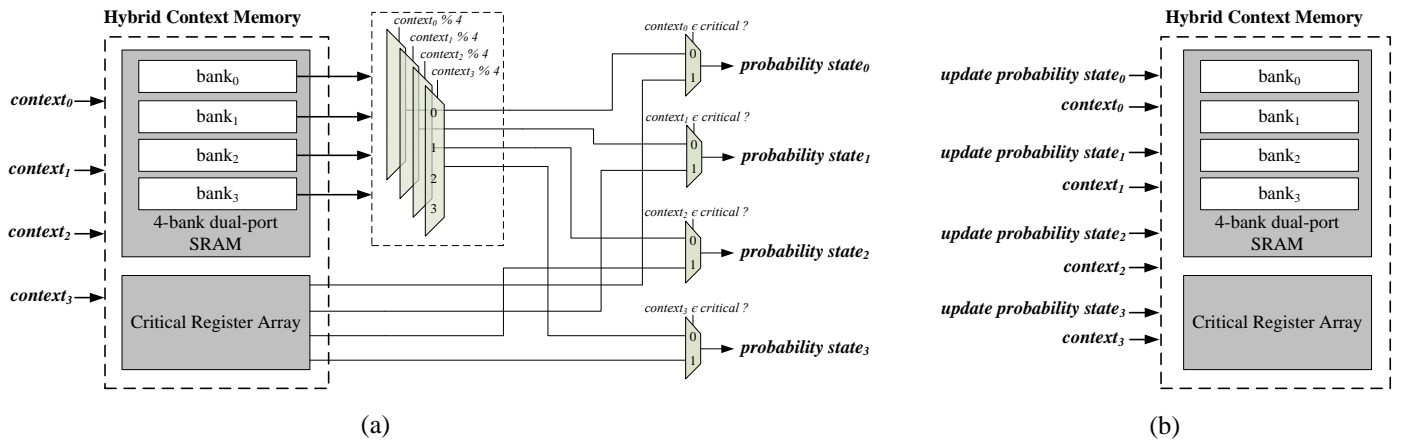 Hybrid Context Memory
context₀
context₁
context₂
context₃
bank₀
bank₁
bank₂
bank₃
4-bank dual-port
SRAM
Critical Register Array
context₀ % 4
context₁ % 4
context₂ % 4
context₃ % 4
0
1
2
3
context₀ ϵ critical ?
0
1
probability state₀
context₁ ϵ critical ?
0
1
probability state₁
context₂ ϵ critical ?
0
1
probability state₂
context₃ ϵ critical ?
0
1
probability state₃
(a)
Hybrid Context Memory
update probability state₀
context₀
update probability state₁
context₁
update probability state₂
context₂
update probability state₃
context₃
bank₀
bank₁
bank₂
bank₃
4-bank dual-port
SRAM
Critical Register Array
(b)